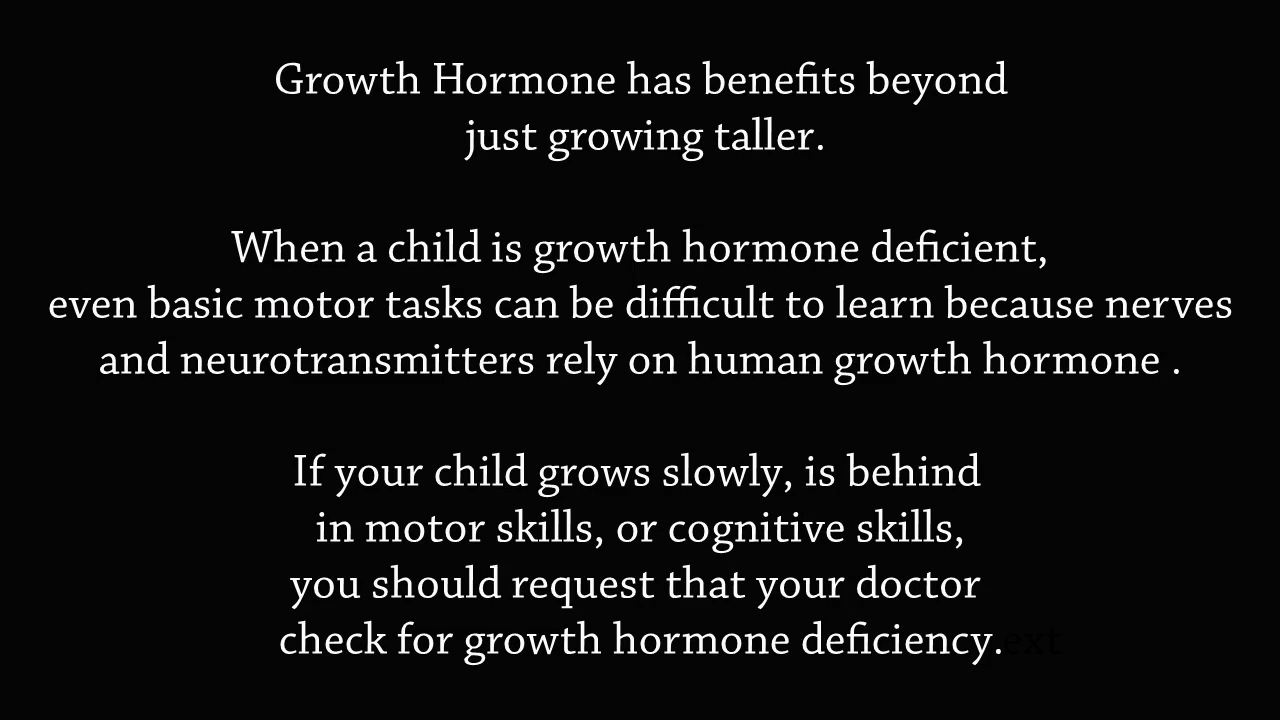 Growth Hormone has benefits beyond
just growing taller.
When a child is growth hormone deficient,
even basic motor tasks can be difficult to learn because nerves
and neurotransmitters rely on human growth hormone .
If your child grows slowly, is behind
in motor skills, or cognitive skills,
you should request that your doctor
check for growth hormone deficiency.